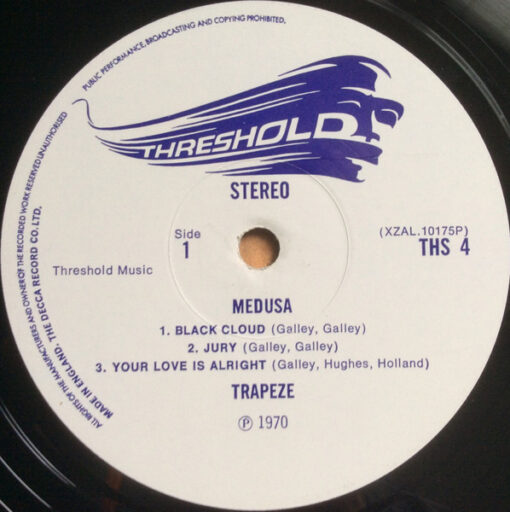 PUBLIC PERFORMANCE, BROADCASTING AND COPYING PROHIBITED.
ALL RIGHTS OF THE MANUFACTURERS AND OWNER OF THE RECORDED WORK RESERVED UNAUTHORISED
MADE IN ENGLAND. THE DECCA RECORD CO. LTD.
THRESHOLD
STEREO
Side
1
(XZAL.10175P)
THS 4
Threshold Music
MEDUSA
1. BLACK CLOUD (Galley, Galley)
2. JURY (Galley, Galley)
3. YOUR LOVE IS ALRIGHT (Galley, Hughes, Holland)
TRAPEZE
Ⓟ 1970